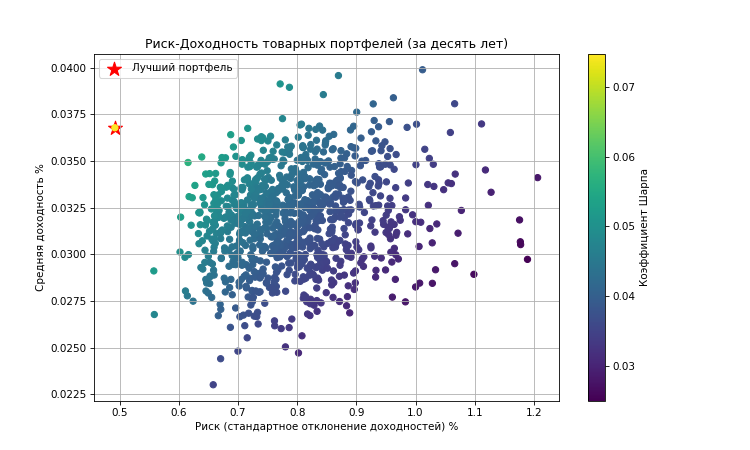 Риск-Доходность товарных портфелей (за десять лет)
Лучший портфель
Средняя доходность %
0.0400
0.0375
0.0350
0.0325
0.0300
0.0275
0.0250
0.0225
0.5 0.6 0.7 0.8 0.9 1.0 1.1 1.2
Риск (стандартное отклонение доходностей) %
0.07
0.06
0.05
0.04
0.03
Коэффициент Шарпа